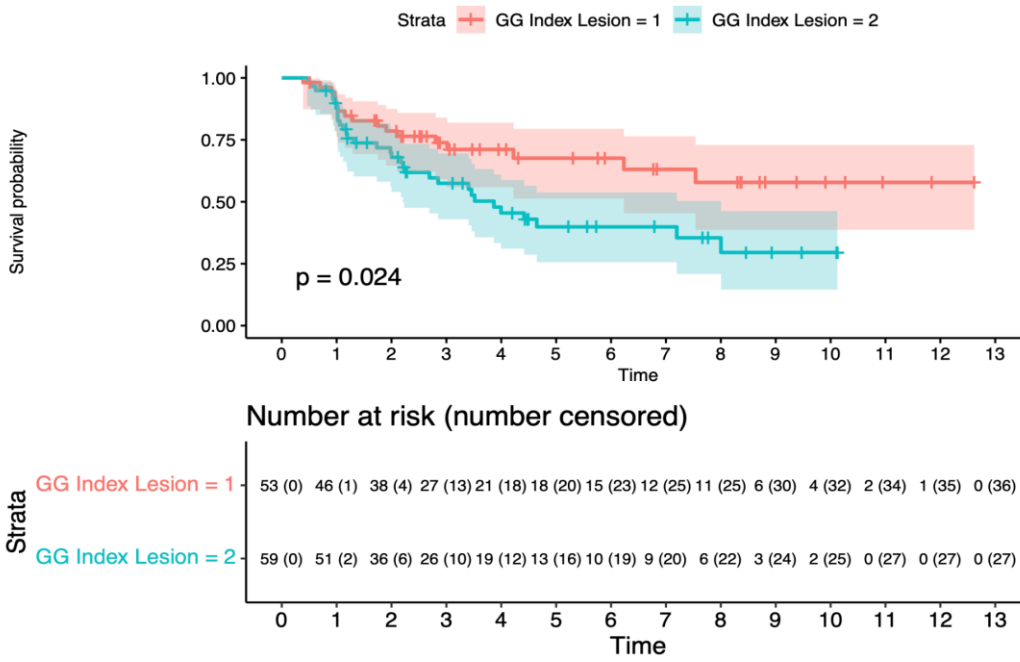 Strata GG Index Lesion = 1 GG Index Lesion = 2
Survival probability
1.00
0.75
0.50
0.25
0.00
p = 0.024
0 1 2 3 4 5 6 7 8 9 10 11 12 13
Time
Number at risk (number censored)
Strata
GG Index Lesion = 1 53 (0) 46 (1) 38 (4) 27 (13) 21 (18) 18 (20) 15 (23) 12 (25) 11 (25) 6 (30) 4 (32) 2 (34) 1 (35) 0 (36)
GG Index Lesion = 2 59 (0) 51 (2) 36 (6) 26 (10) 19 (12) 13 (16) 10 (19) 9 (20) 6 (22) 3 (24) 2 (25) 0 (27) 0 (27) 0 (27)
0 1 2 3 4 5 6 7 8 9 10 11 12 13
Time